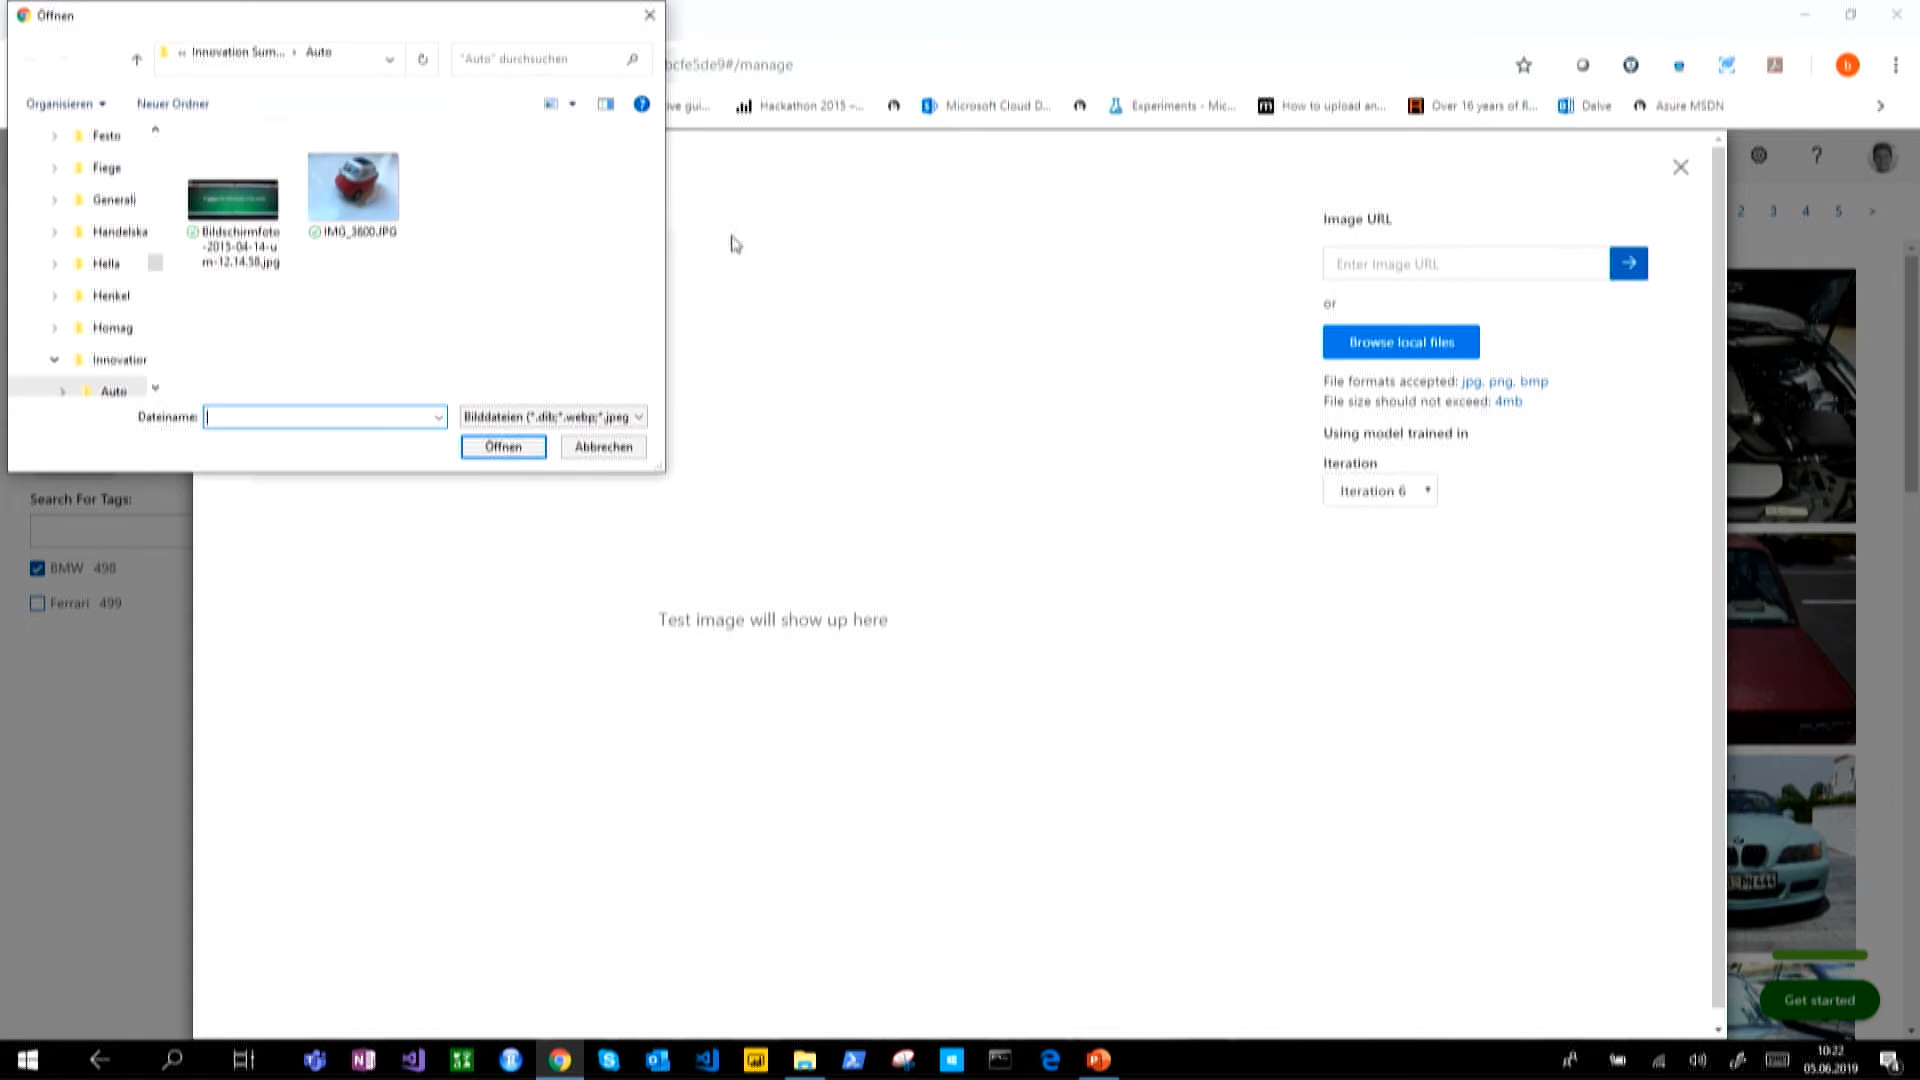 Öffnen
« Innovation Sum... › Auto
"Auto" durchsuchen
Organisieren
Neuer Ordner
Festo
Fiege
Generali
Handelska
Hella
Henkel
Homag
Innovation
Auto
Bildschirmfoto
-2015-04-14-u
m-12.14.58.jpg
IMG_3600.JPG
Dateiname:
Bilddateien (*.dib;*.webp;*.jpeg
Öffnen
Abbrechen
bcfe5de9#/manage
b
ive gui...
Hackathon 2015 –...
Microsoft Cloud D...
Experiments - Mic...
How to upload an...
Over 16 years of R...
Delve
Azure MSDN
2 3 4 5 >
Image URL
Enter Image URL
or
Browse local files
File formats accepted: jpg, png, bmp
File size should not exceed: 4mb
Using model trained in
Iteration
Iteration 6
Search For Tags:
BMW 498
Ferrari 499
Test image will show up here
Get started
10:22
05.06.2019